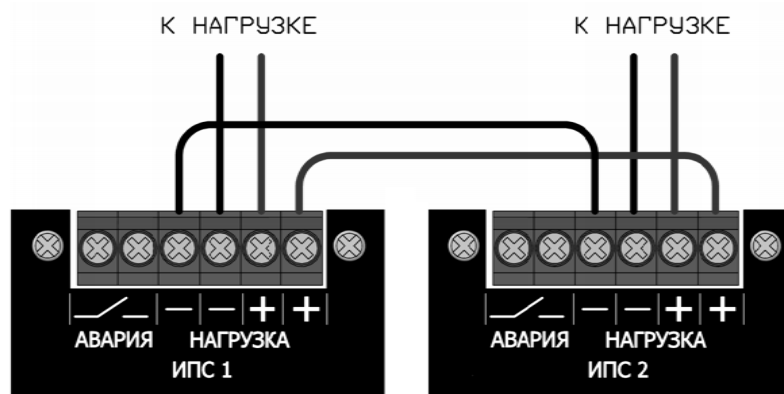 К НАГРУЗКЕ К НАГРУЗКЕ
− − + + − − + +
АВАРИЯ НАГРУЗКА АВАРИЯ НАГРУЗКА
ИПС 1 ИПС 2